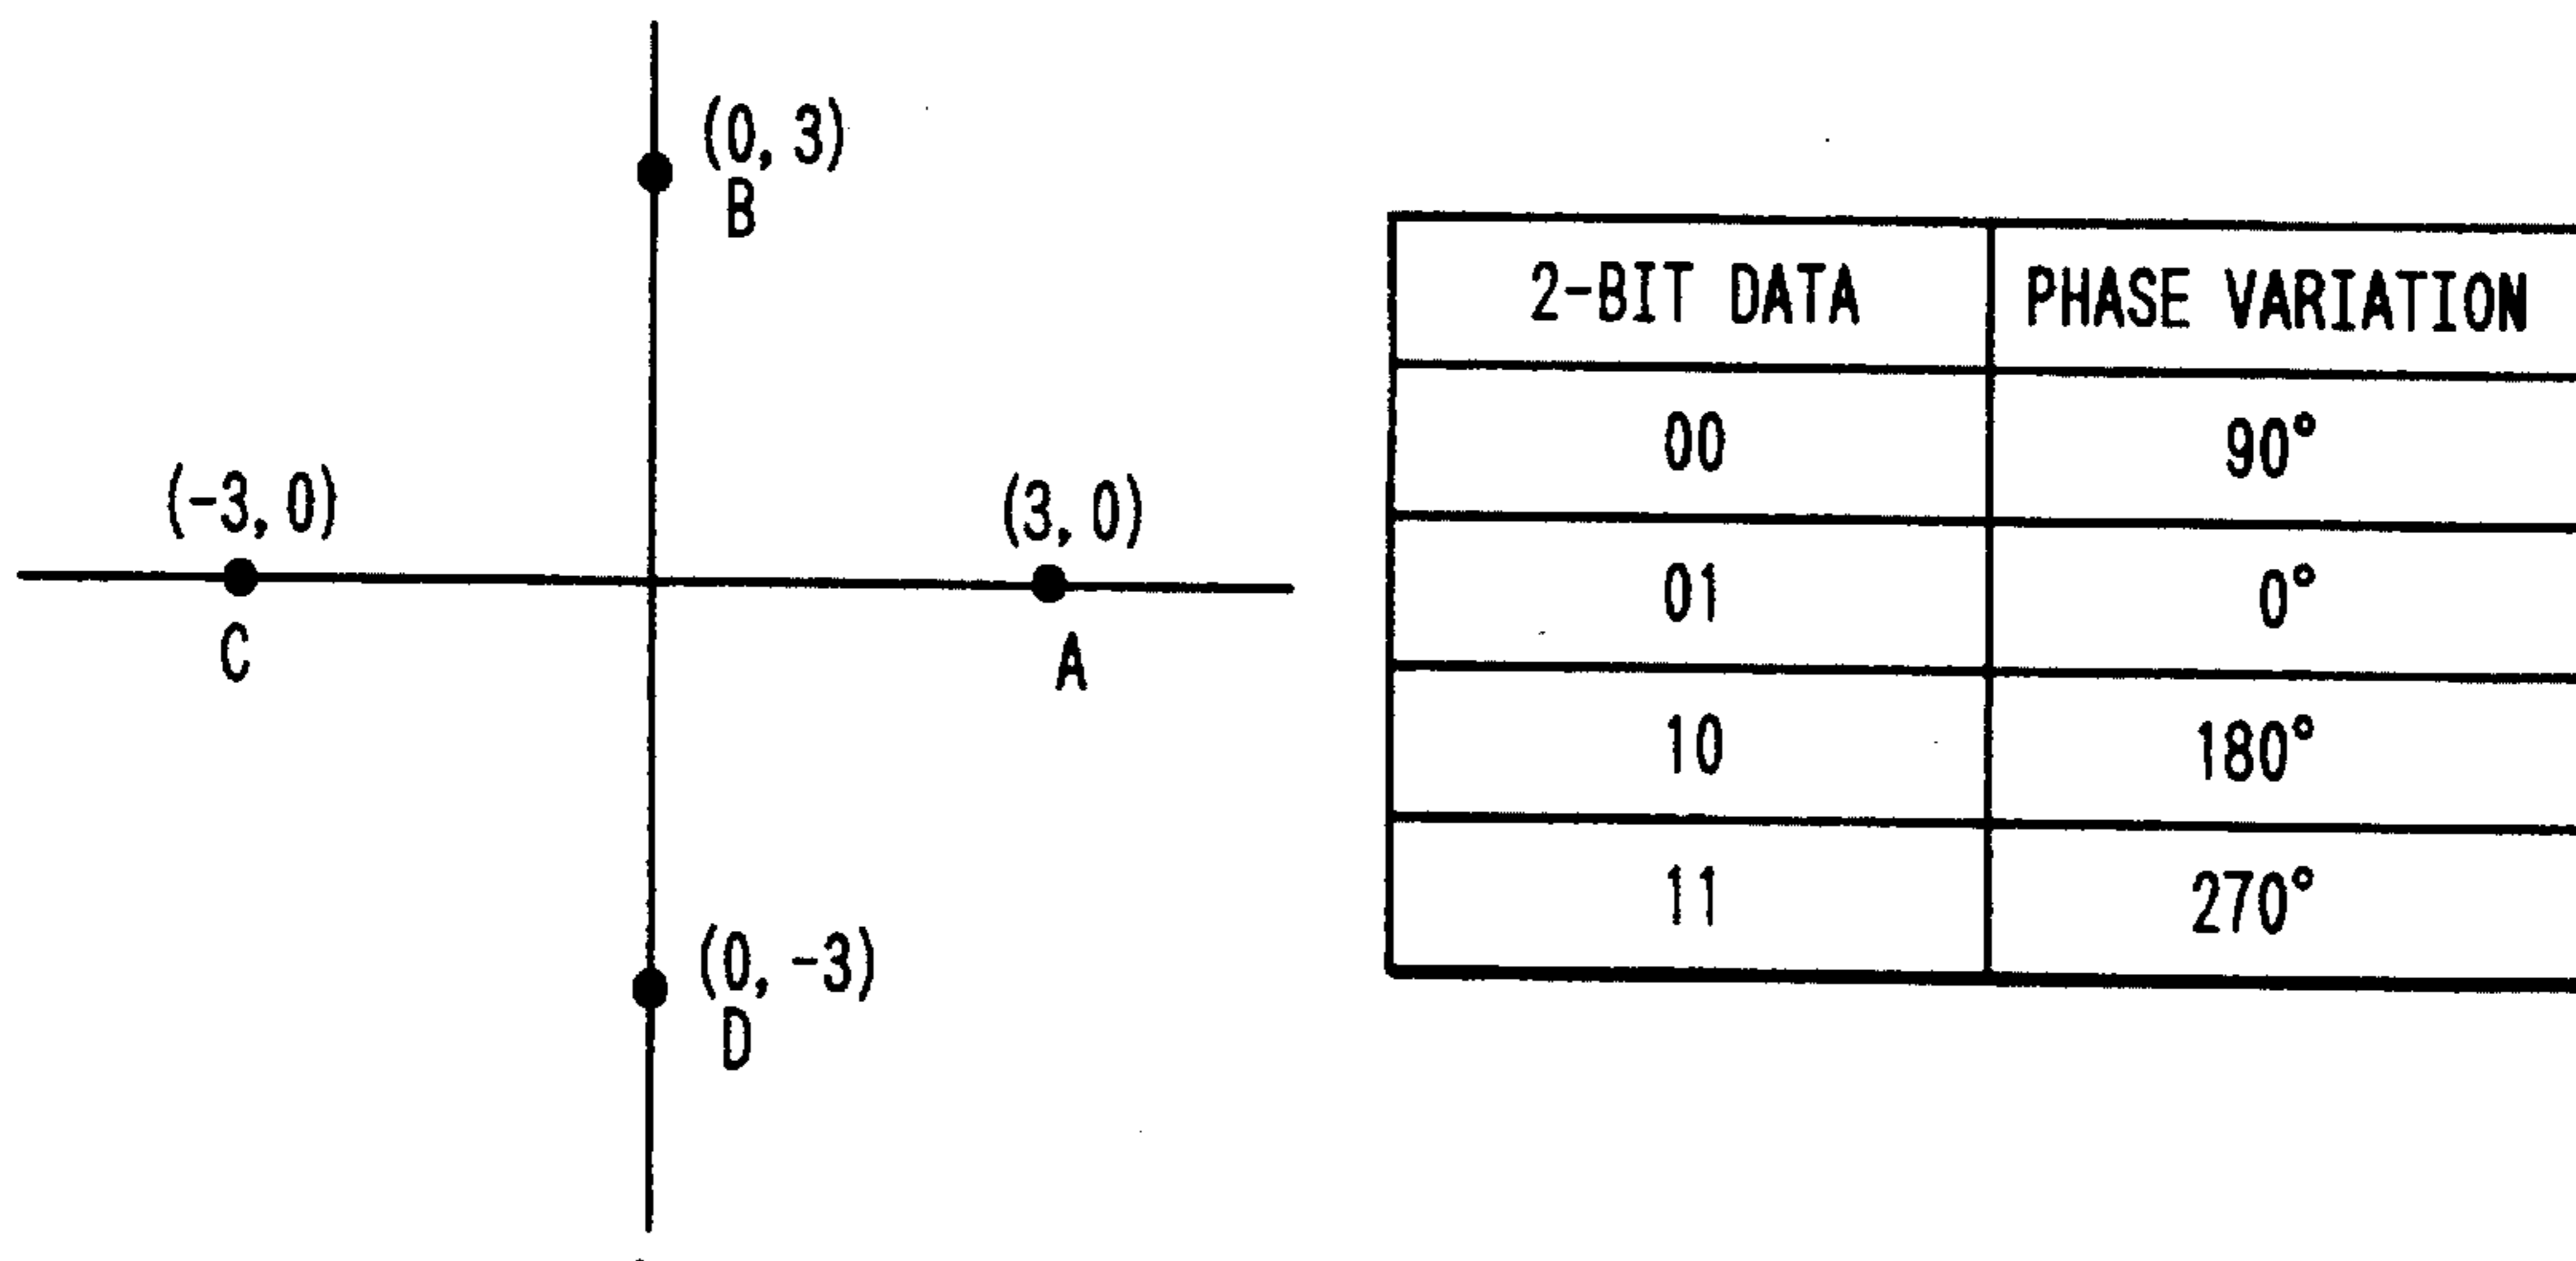 (0, 3)
B
(-3, 0)
(3, 0)
C
A
(0, -3)
D
2-BIT DATA PHASE VARIATION
00 90°
01 0°
10 180°
11 270°